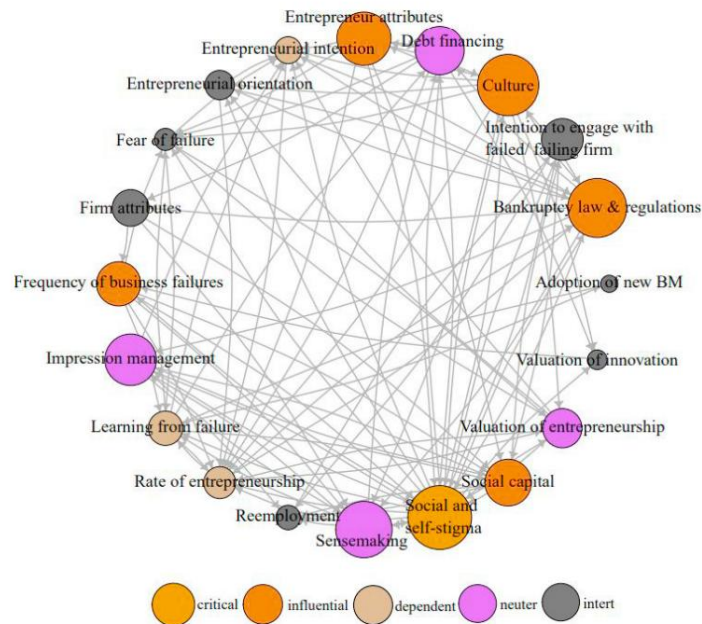 Entrepreneur attributes
Debt financing
Entrepreneurial intention
Culture
Entrepreneurial orientation
Intention to engage with
failed/ failing firm
Fear of failure
Firm attributes
Bankruptcy law & regulations
Frequency of business failures
Adoption of new BM
Impression management
Valuation of innovation
Learning from failure
Valuation of entrepreneurship
Rate of entrepreneurship
Social capital
Reemployment
Social and
self-stigma
Sensemaking
critical
influential
dependent
neuter
intert